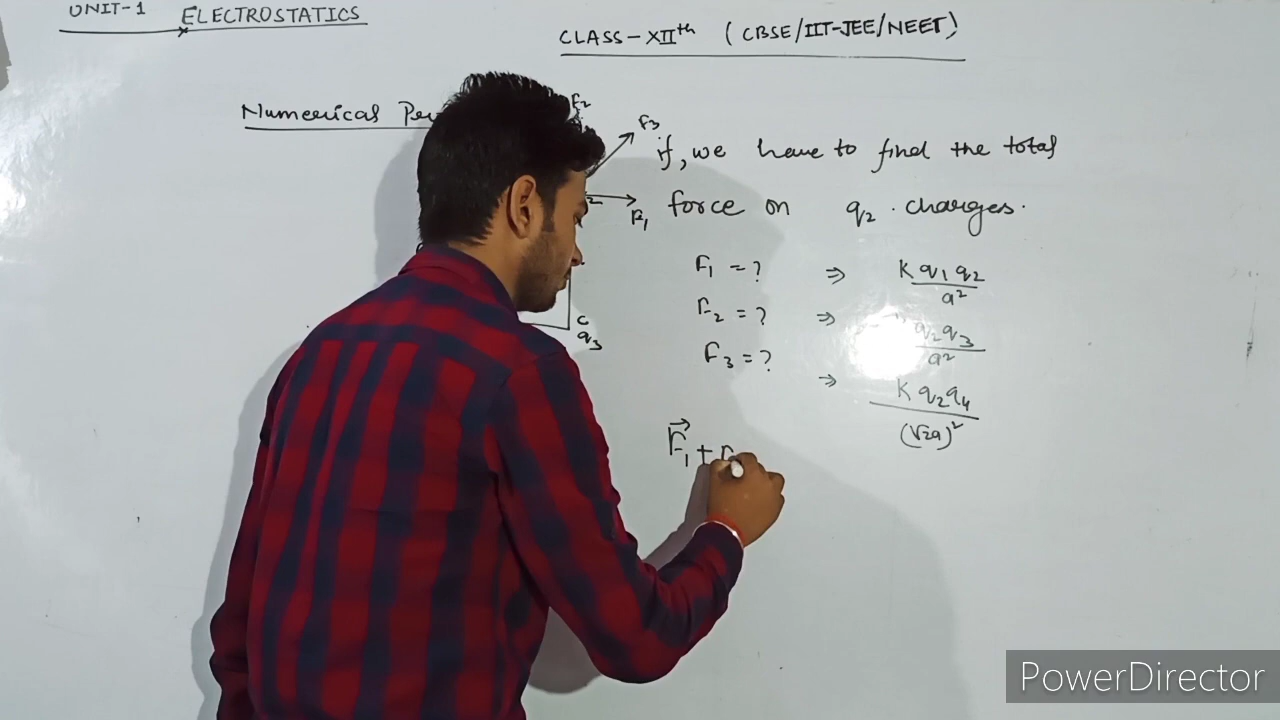 UNIT-1 ELECTROSTATICS
CLASS-XIIth (CBSE/IIT-JEE/NEET)
Numerical
F2
F3
F1
if, we have to find the total
force on q2 charges.
F1 = ? ⇒ K q1 q2 / a²
F2 = ? ⇒ q2 q3 / a²
F3 = ? ⇒ K q2 q4 / (√2a)²
C
q3
F⃗1 +
PowerDirector